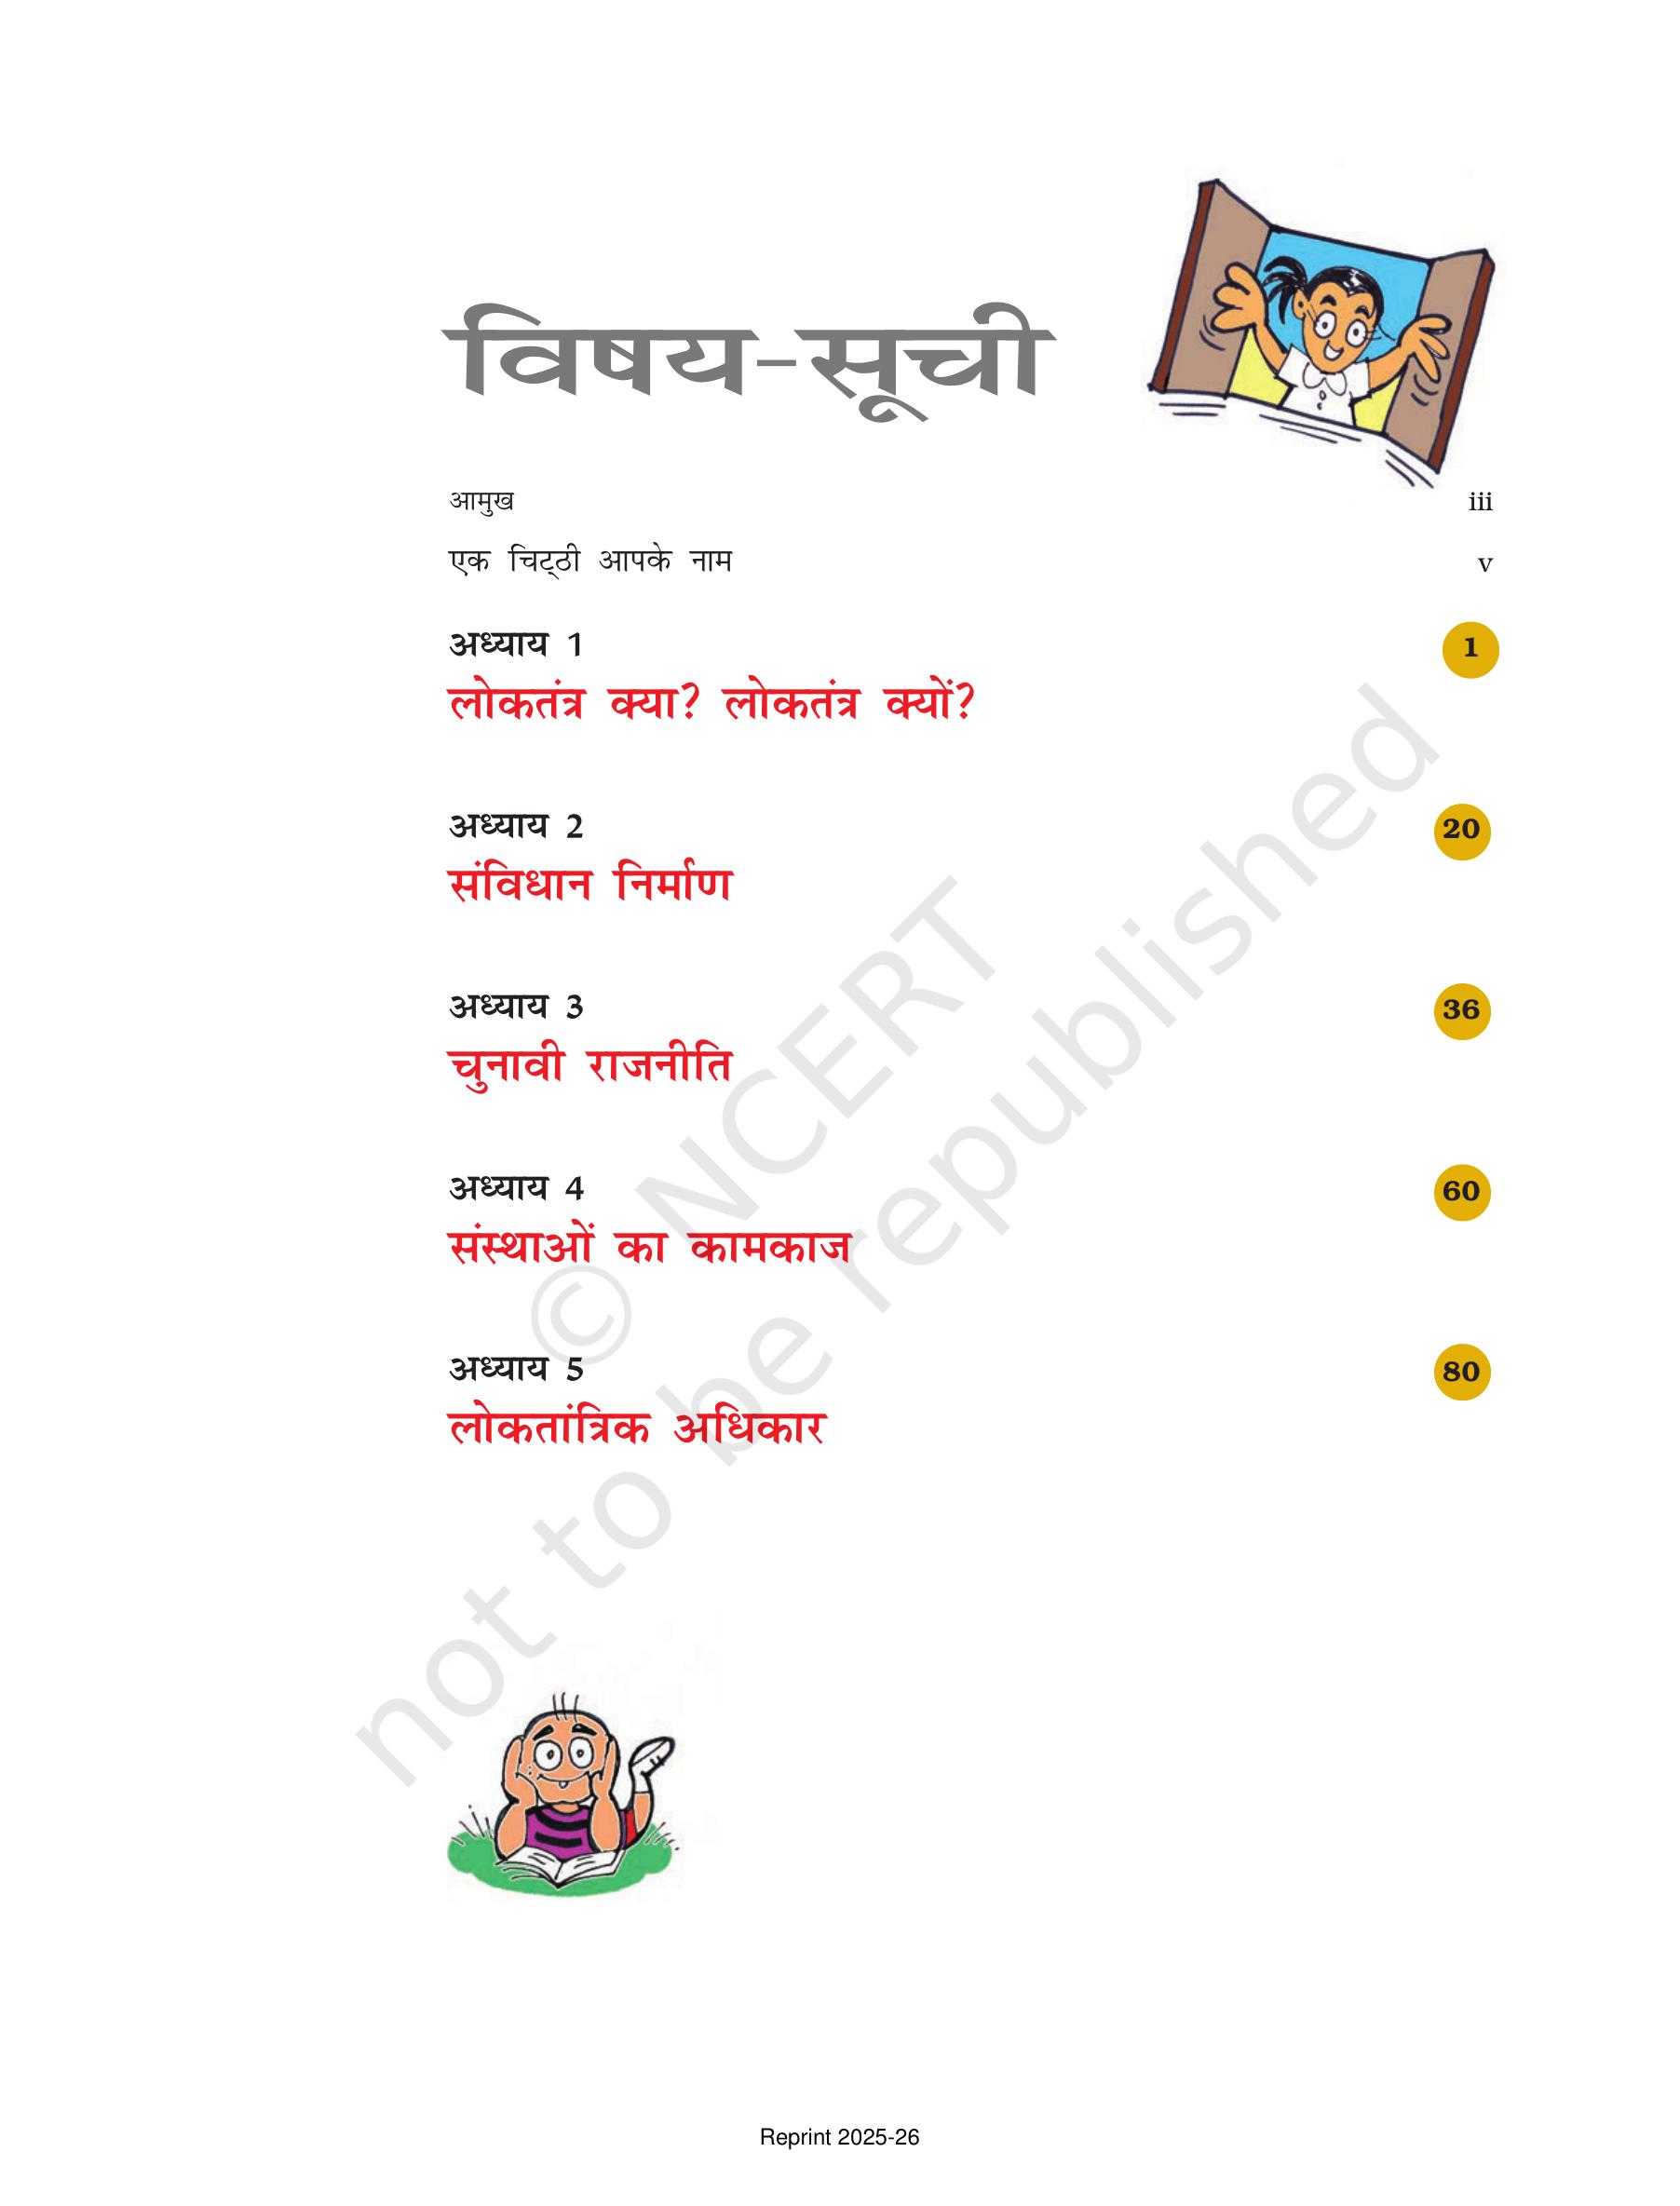 विषय-सूची
आमुख iii
एक चिट्ठी आपके नाम v
अध्याय 1 1
लोकतंत्र क्या? लोकतंत्र क्यों?
अध्याय 2 20
संविधान निर्माण
अध्याय 3 36
चुनावी राजनीति
अध्याय 4 60
संस्थाओं का कामकाज
अध्याय 5 80
लोकतांत्रिक अधिकार
© NCERT
not to be republished
Reprint 2025-26